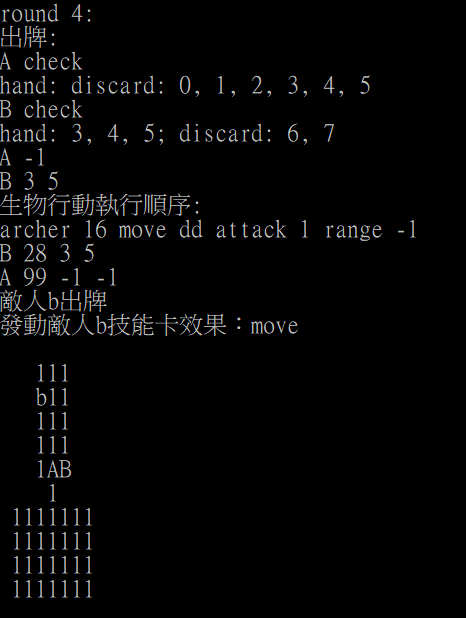 round 4:
出牌:
A check
hand: discard: 0, 1, 2, 3, 4, 5
B check
hand: 3, 4, 5; discard: 6, 7
A -1
B 3 5
生物行動執行順序:
archer 16 move dd attack 1 range -1
B 28 3 5
A 99 -1 -1
敵人b出牌
發動敵人b技能卡效果：move
111
b11
111
111
1AB
1
1111111
1111111
1111111
1111111